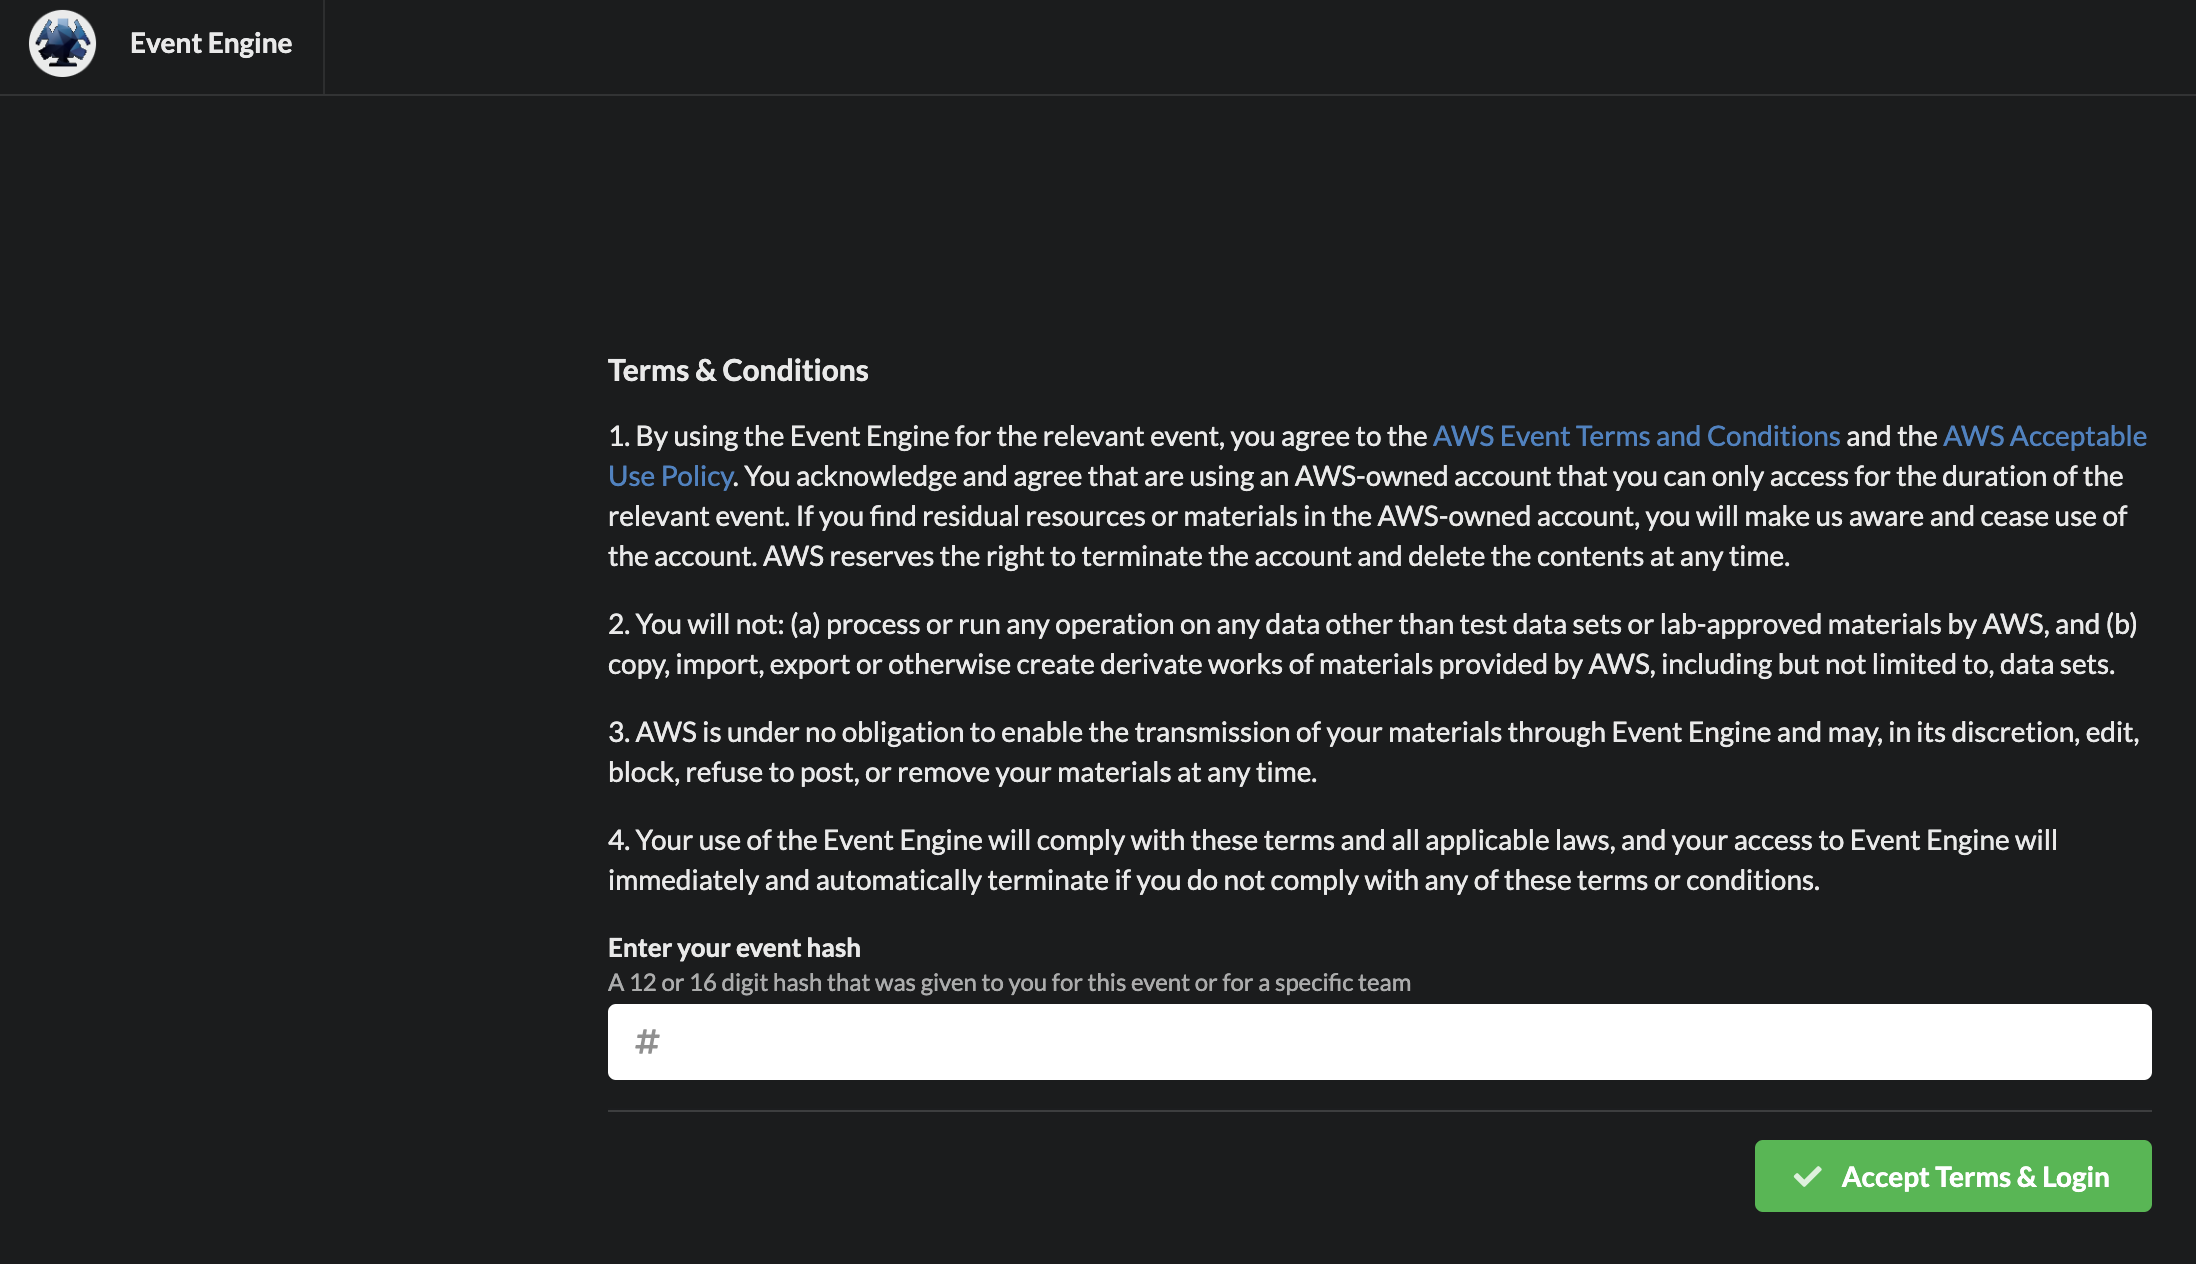 Event Engine
Terms & Conditions
1. By using the Event Engine for the relevant event, you agree to the AWS Event Terms and Conditions and the AWS Acceptable
Use Policy. You acknowledge and agree that are using an AWS-owned account that you can only access for the duration of the
relevant event. If you find residual resources or materials in the AWS-owned account, you will make us aware and cease use of
the account. AWS reserves the right to terminate the account and delete the contents at any time.
2. You will not: (a) process or run any operation on any data other than test data sets or lab-approved materials by AWS, and (b)
copy, import, export or otherwise create derivate works of materials provided by AWS, including but not limited to, data sets.
3. AWS is under no obligation to enable the transmission of your materials through Event Engine and may, in its discretion, edit,
block, refuse to post, or remove your materials at any time.
4. Your use of the Event Engine will comply with these terms and all applicable laws, and your access to Event Engine will
immediately and automatically terminate if you do not comply with any of these terms or conditions.
Enter your event hash
A 12 or 16 digit hash that was given to you for this event or for a specific team
#
Accept Terms & Login